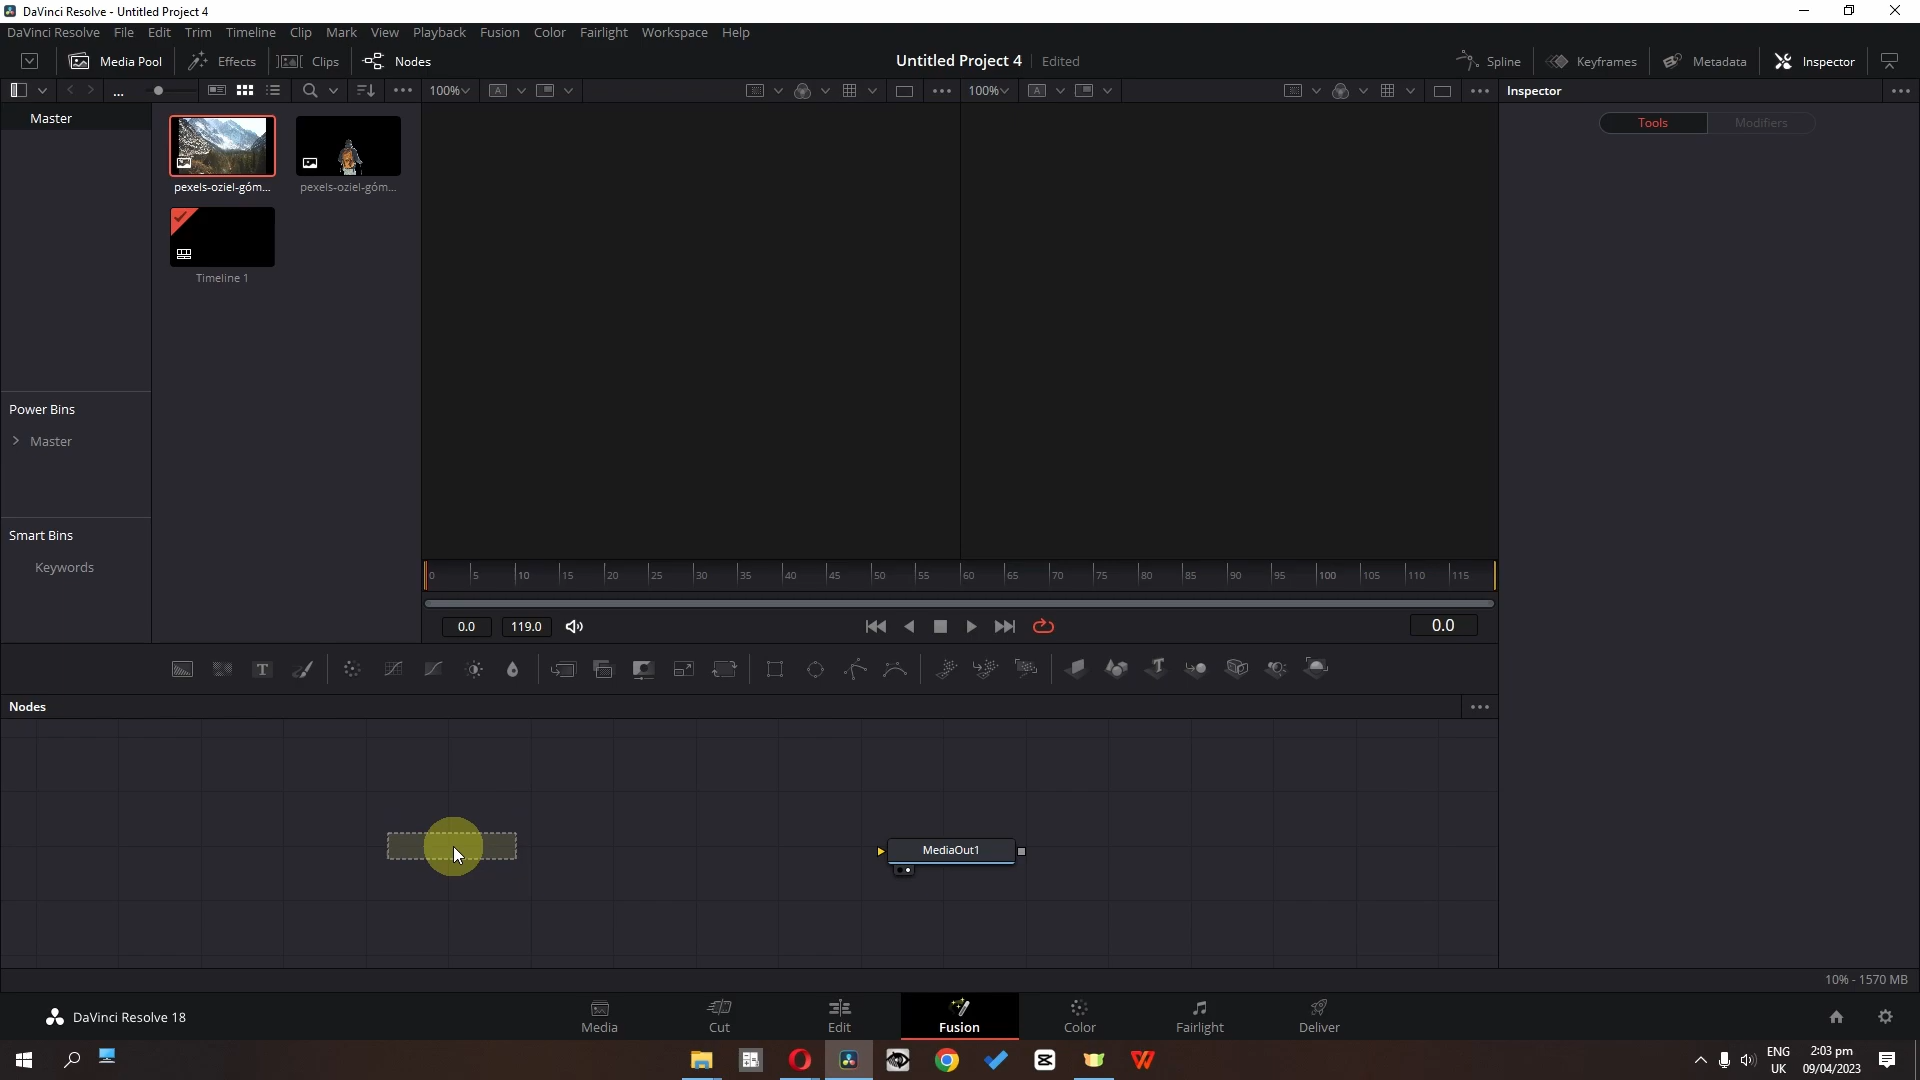 DaVinci Resolve - Untitled Project 4
DaVinci Resolve File Edit Trim Timeline Clip Mark View Playback Fusion Color Fairlight Workspace Help
Media Pool Effects Clips Nodes Untitled Project 4 Edited Spline Keyframes Metadata Inspector
... 100% A 100% A Inspector
Master
Tools Modifiers
pexels-oziel-góm... pexels-oziel-góm...
Timeline 1
Power Bins
Master
Smart Bins
Keywords
0 5 10 15 20 25 30 35 40 45 50 55 60 65 70 75 80 85 90 95 100 105 110 115
0.0 119.0 0.0
T T
Nodes
MediaOut1
10% - 1570 MB
DaVinci Resolve 18
Media Cut Edit Fusion Color Fairlight Deliver
ENG
UK
2:03 pm
09/04/2023